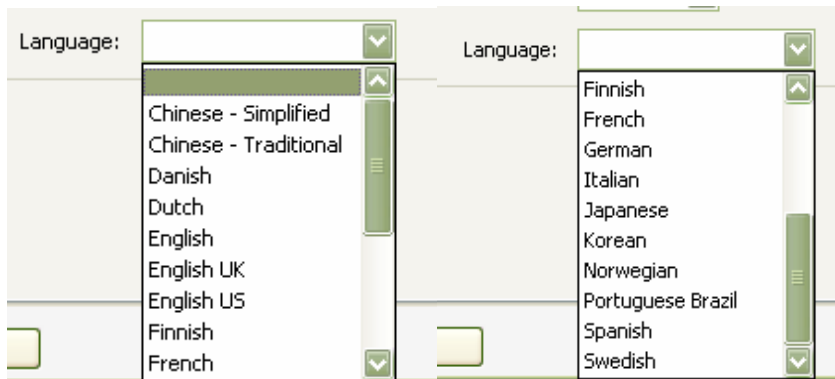 Language:
Chinese - Simplified
Chinese - Traditional
Danish
Dutch
English
English UK
English US
Finnish
French
Language:
Finnish
French
German
Italian
Japanese
Korean
Norwegian
Portuguese Brazil
Spanish
Swedish